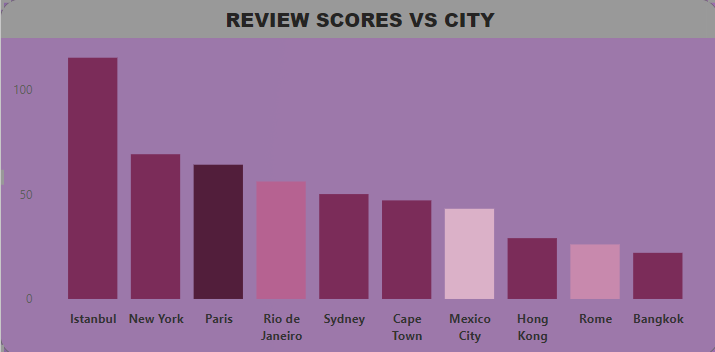 REVIEW SCORES VS CITY
100
50
0
Istanbul New York Paris Rio de Sydney Cape Mexico Hong Rome Bangkok
Janeiro Town City Kong